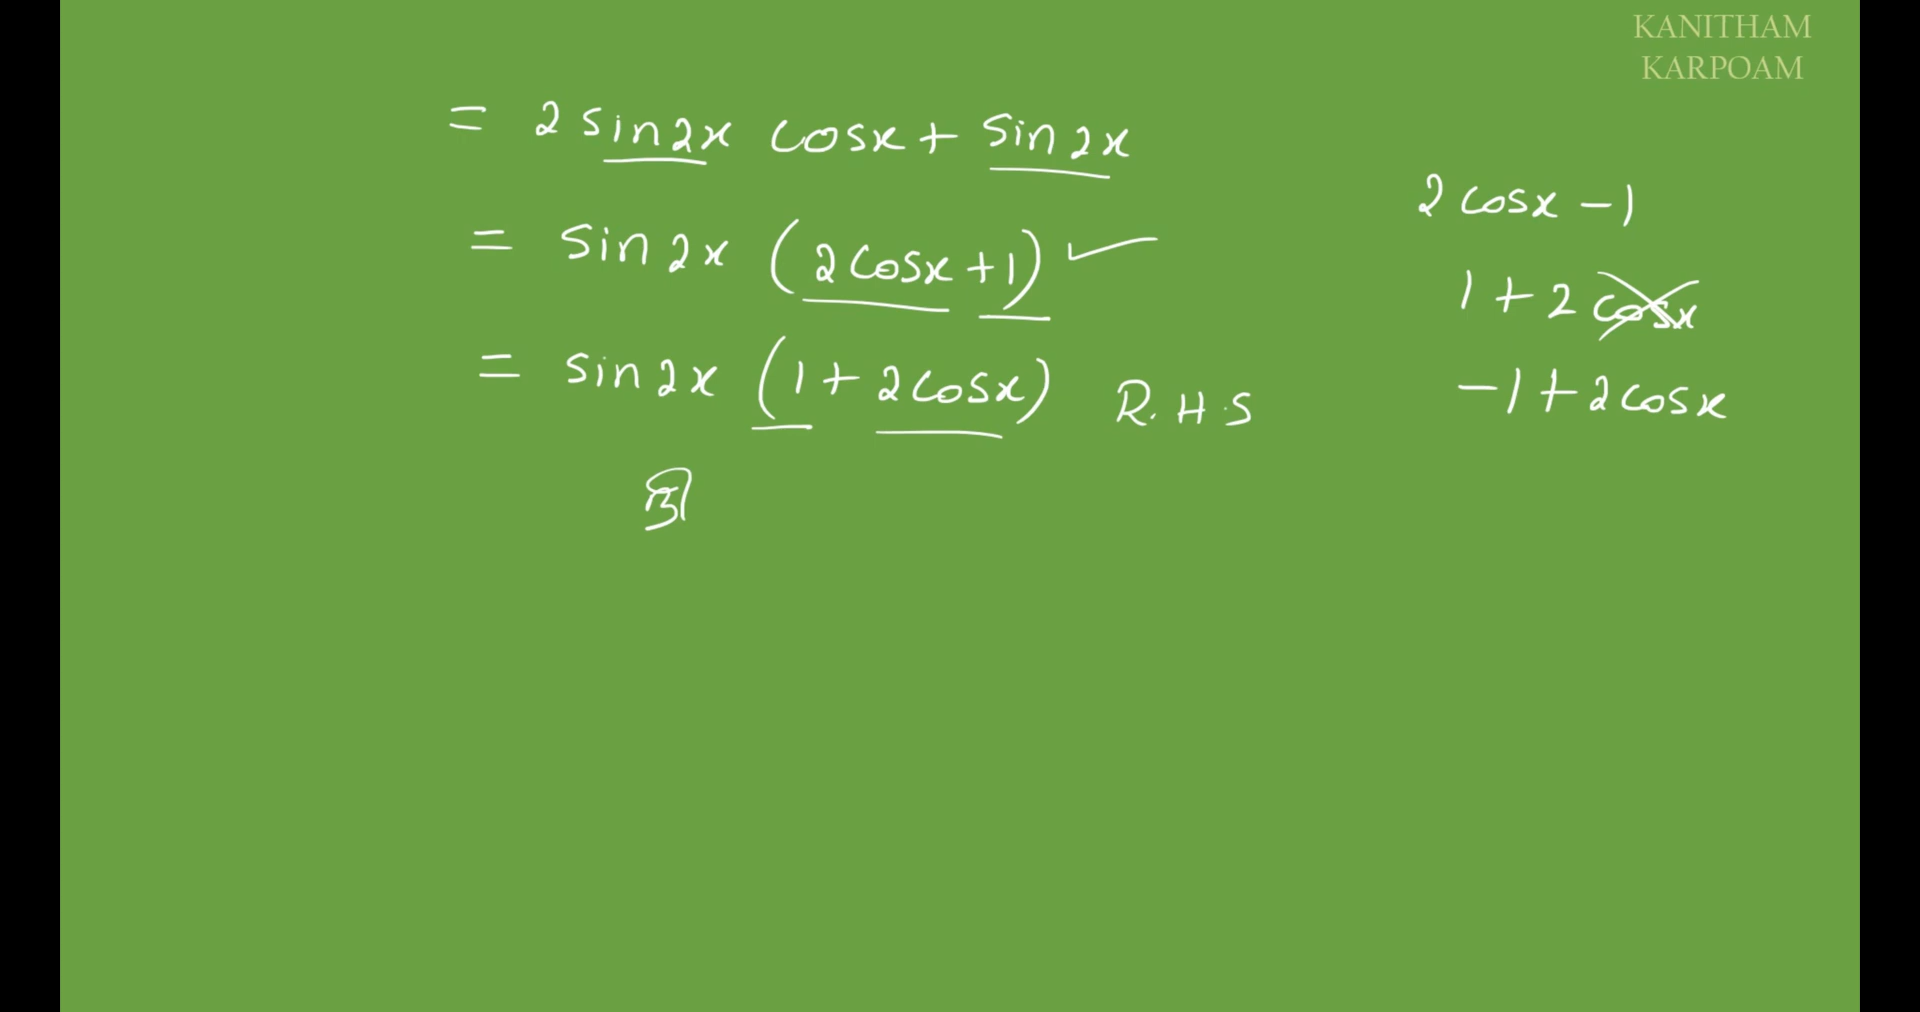 KANITHAM
KARPOAM
= 2 sin2x cosx + sin2x
= sin2x (2cosx + 1) ✓
= sin2x (1 + 2cosx) R.H.S
2 cosx - 1
1 + 2 cosx
-1 + 2cosx